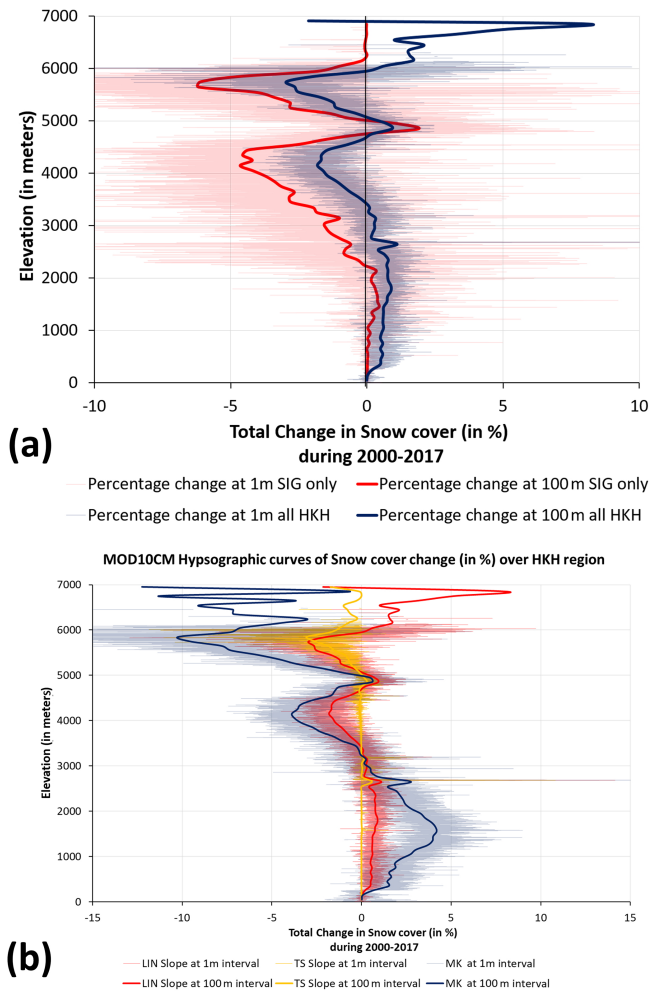 7000
6000
5000
4000
3000
2000
1000
0
Elevation (in meters)
-10 -5 0 5 10
Total Change in Snow cover (in %)
during 2000-2017
(a)
Percentage change at 1m SIG only Percentage change at 100m SIG only
Percentage change at 1m all HKH Percentage change at 100m all HKH
MOD10CM Hypsographic curves of Snow cover change (in %) over HKH region
7000
6000
5000
4000
3000
2000
1000
0
Elevation (in meters)
-15 -10 -5 0 5 10 15
Total Change in Snow cover (in %)
during 2000-2017
(b)
LIN Slope at 1m interval TS Slope at 1m interval MK at 1m interval
LIN Slope at 100m interval TS Slope at 100m interval MK at 100m interval